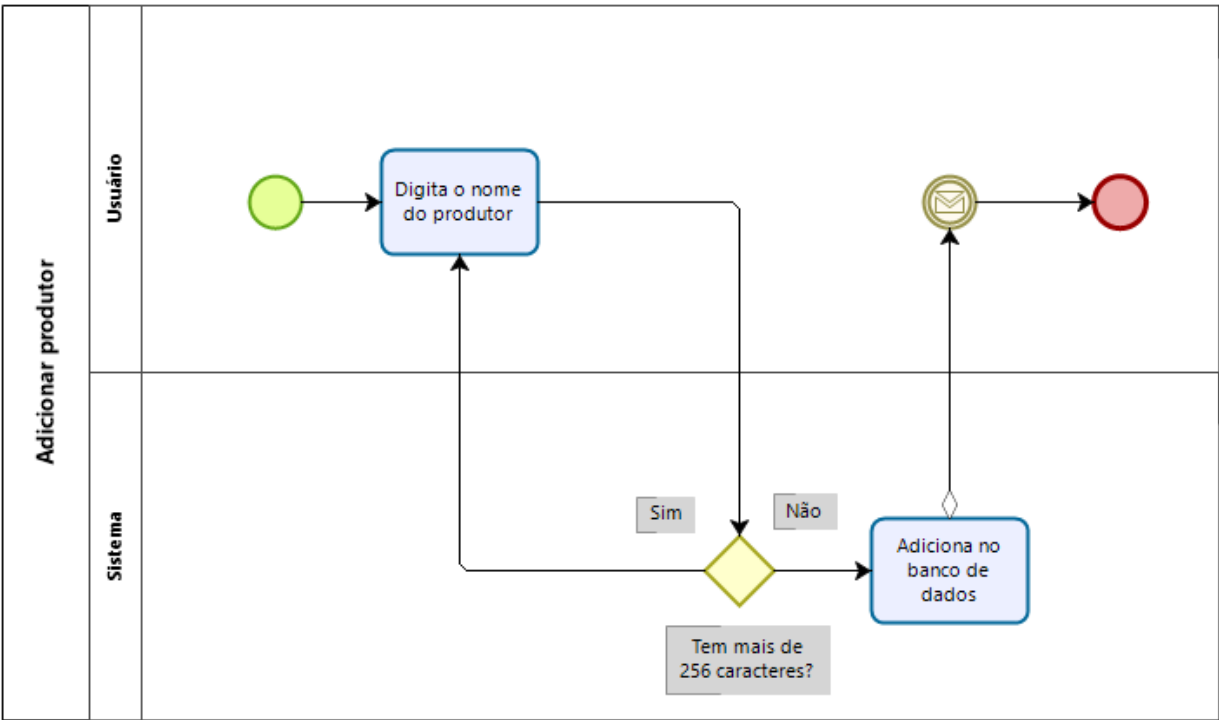 Adicionar produtor
Usuário
Digita o nome
do produtor
Sistema
Sim
Não
Adiciona no
banco de
dados
Tem mais de
256 caracteres?